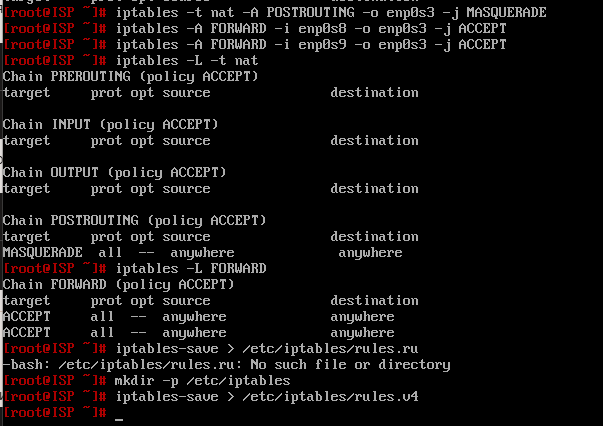 [root@ISP ~]# iptables -t nat -A POSTROUTING -o enp0s3 -j MASQUERADE
[root@ISP ~]# iptables -A FORWARD -i enp0s8 -o enp0s3 -j ACCEPT
[root@ISP ~]# iptables -A FORWARD -i enp0s9 -o enp0s3 -j ACCEPT
[root@ISP ~]# iptables -L -t nat
Chain PREROUTING (policy ACCEPT)
target prot opt source destination
Chain INPUT (policy ACCEPT)
target prot opt source destination
Chain OUTPUT (policy ACCEPT)
target prot opt source destination
Chain POSTROUTING (policy ACCEPT)
target prot opt source destination
MASQUERADE all -- anywhere anywhere
[root@ISP ~]# iptables -L FORWARD
Chain FORWARD (policy ACCEPT)
target prot opt source destination
ACCEPT all -- anywhere anywhere
ACCEPT all -- anywhere anywhere
[root@ISP ~]# iptables-save > /etc/iptables/rules.ru
-bash: /etc/iptables/rules.ru: No such file or directory
[root@ISP ~]# mkdir -p /etc/iptables
[root@ISP ~]# iptables-save > /etc/iptables/rules.v4
[root@ISP ~]# _